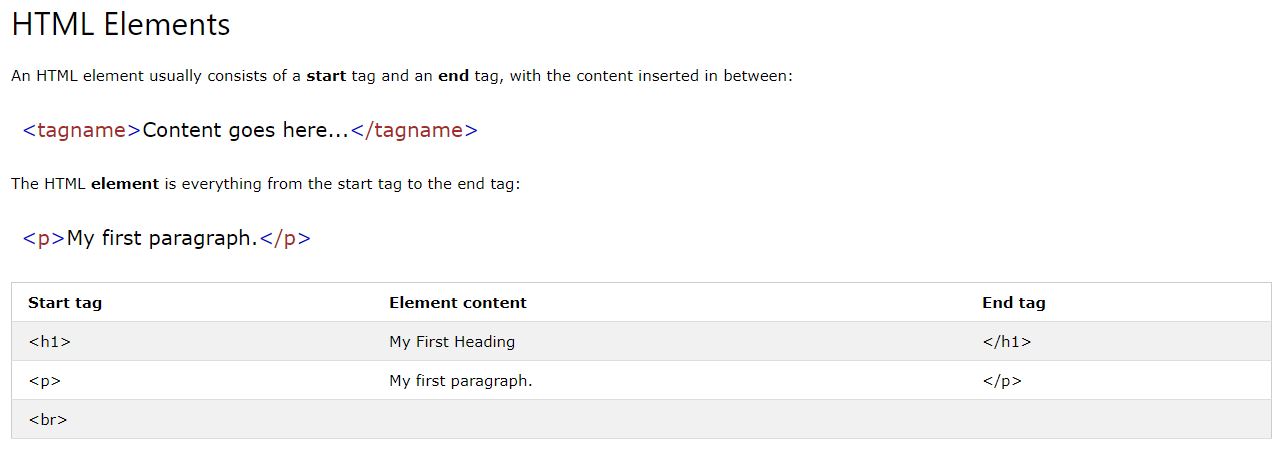 HTML Elements
An HTML element usually consists of a start tag and an end tag, with the content inserted in between:
<tagname>Content goes here...</tagname>
The HTML element is everything from the start tag to the end tag:
<p>My first paragraph.</p>
Start tag Element content End tag
<h1> My First Heading </h1>
<p> My first paragraph. </p>
<br>